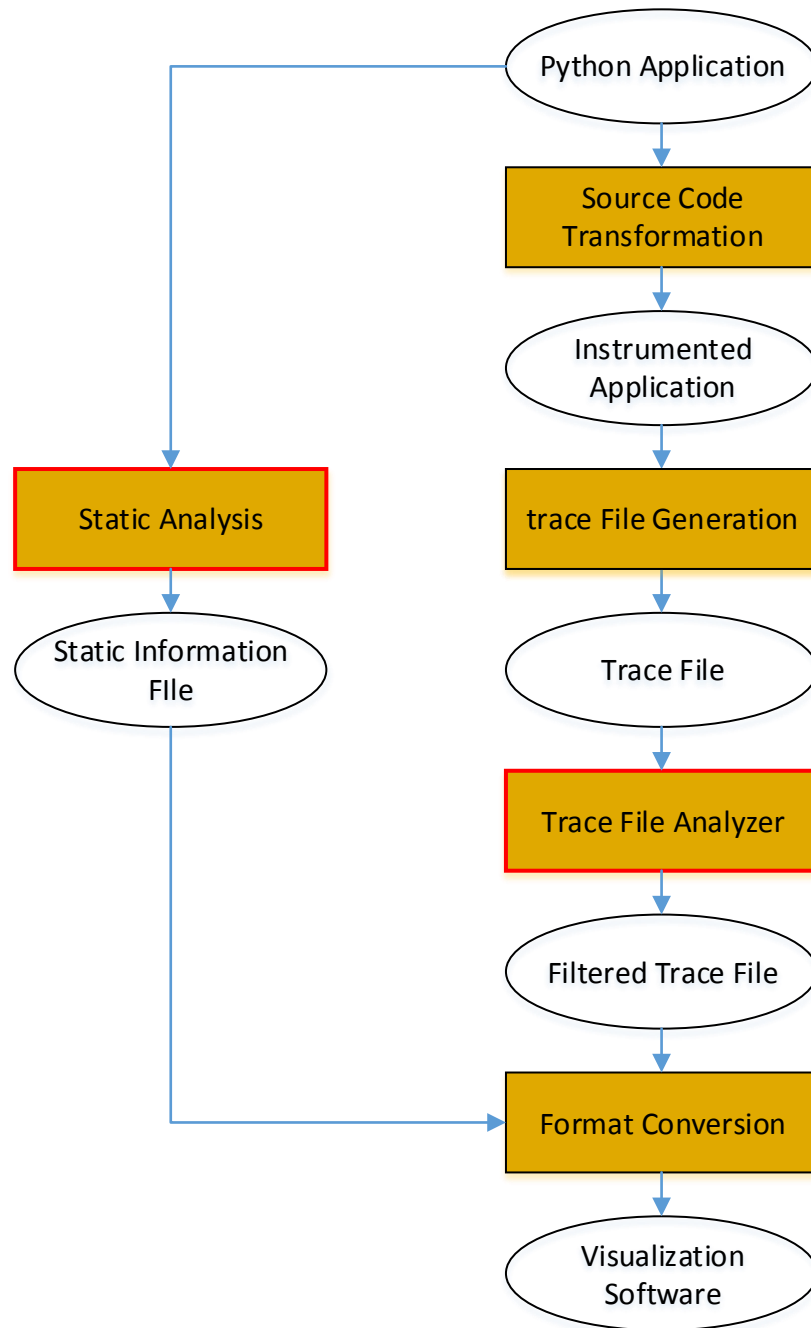 Python Application
Source Code
Transformation
Instrumented
Application
Static Analysis
trace File Generation
Static Information
FIle
Trace File
Trace File Analyzer
Filtered Trace File
Format Conversion
Visualization
Software